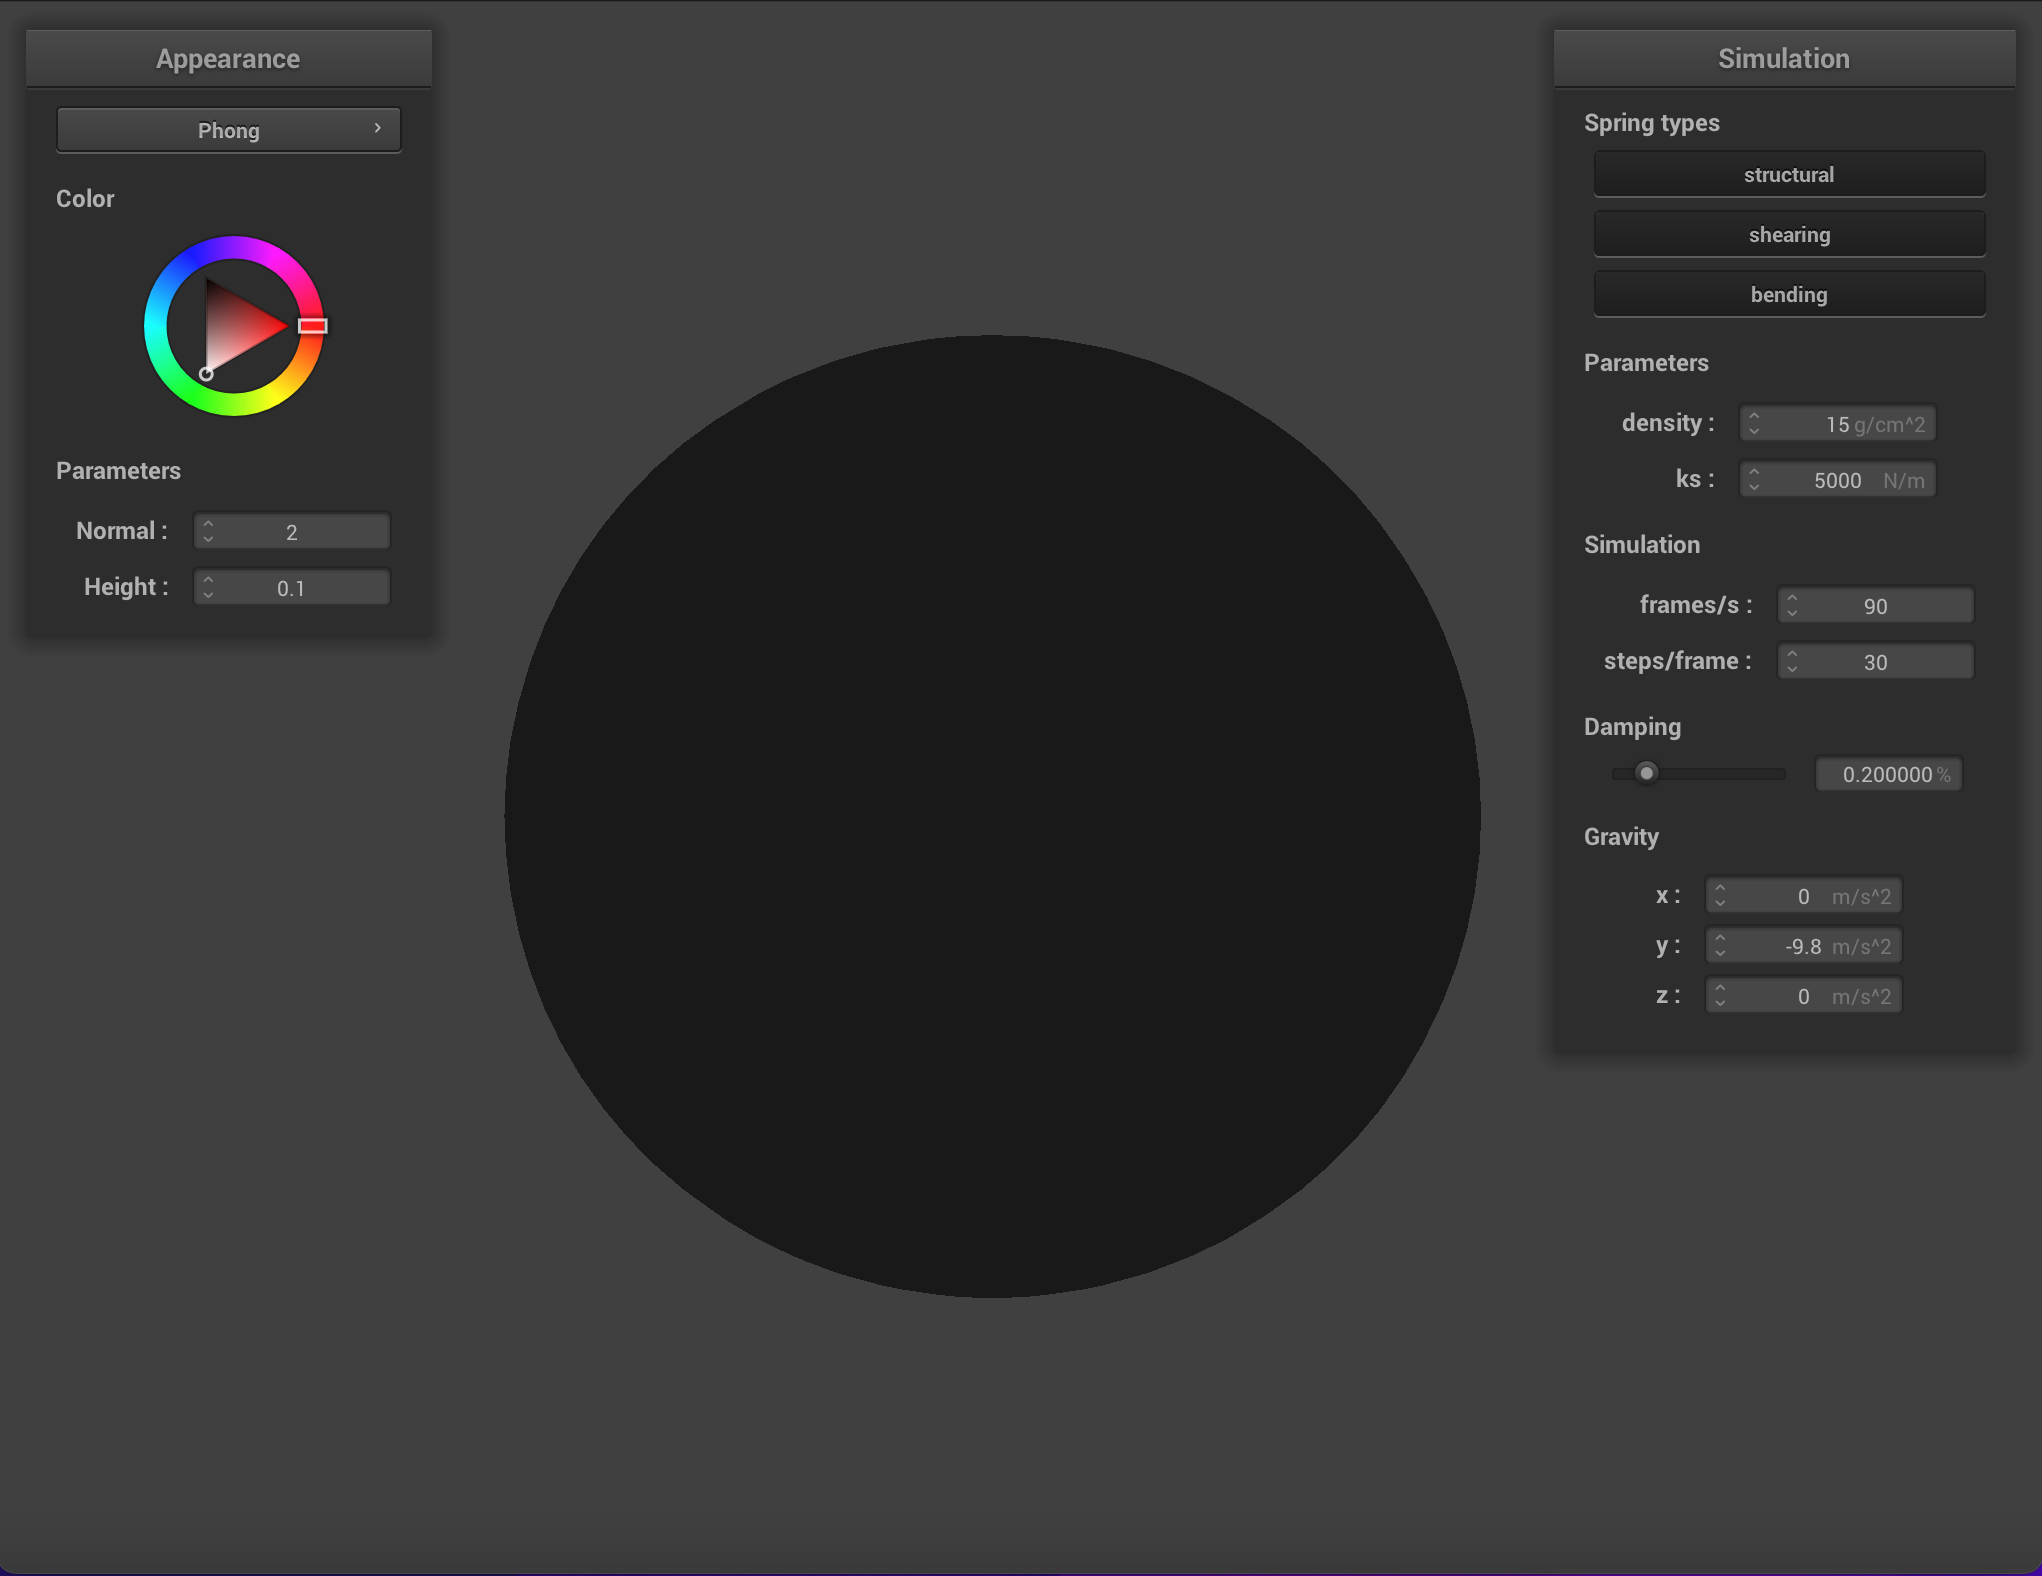 Appearance
Phong
Color
Parameters
Normal : 2
Height : 0.1
Simulation
Spring types
structural
shearing
bending
Parameters
density : 15 g/cm^2
ks : 5000 N/m
Simulation
frames/s : 90
steps/frame : 30
Damping
0.200000 %
Gravity
x : 0 m/s^2
y : -9.8 m/s^2
z : 0 m/s^2